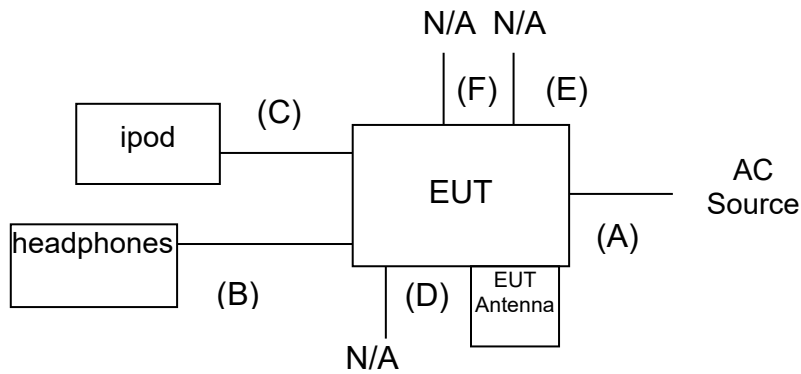 N/A N/A
(F) (E)
(C)
ipod
EUT
AC
Source
headphones
(A)
(B)
(D)
EUT
Antenna
N/A